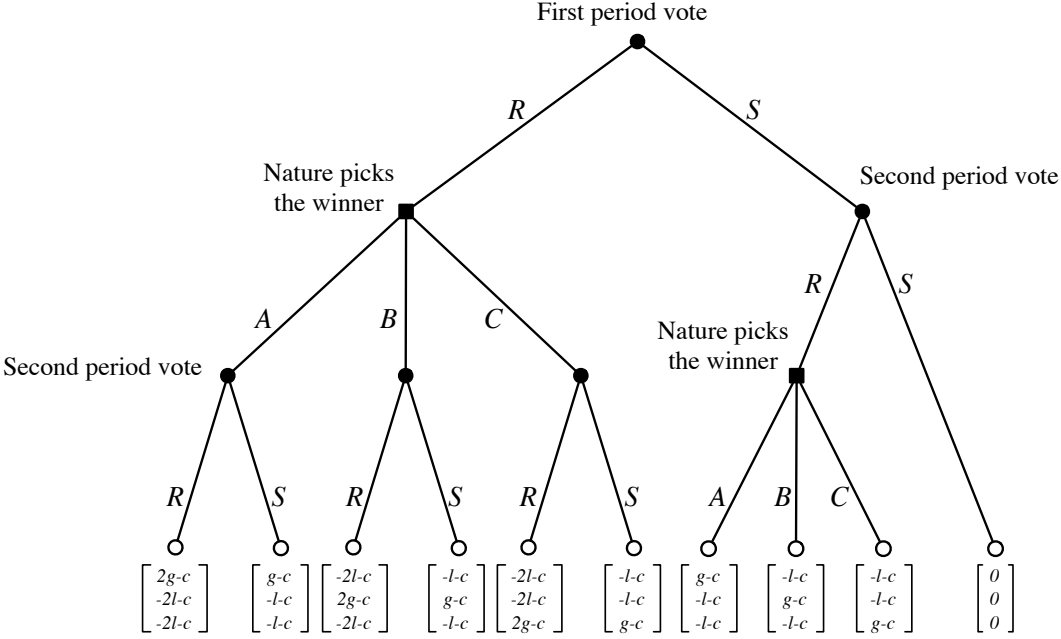 First period vote
R
S
Nature picks
the winner
Second period vote
A
B
C
R
S
Nature picks
the winner
Second period vote
R
S
R
S
R
S
A
B
C
2g-c
-2l-c
-2l-c
g-c
-l-c
-l-c
-2l-c
2g-c
-2l-c
-l-c
g-c
-l-c
-2l-c
-2l-c
2g-c
-l-c
-l-c
g-c
g-c
-l-c
-l-c
-l-c
g-c
-l-c
-l-c
-l-c
g-c
0
0
0